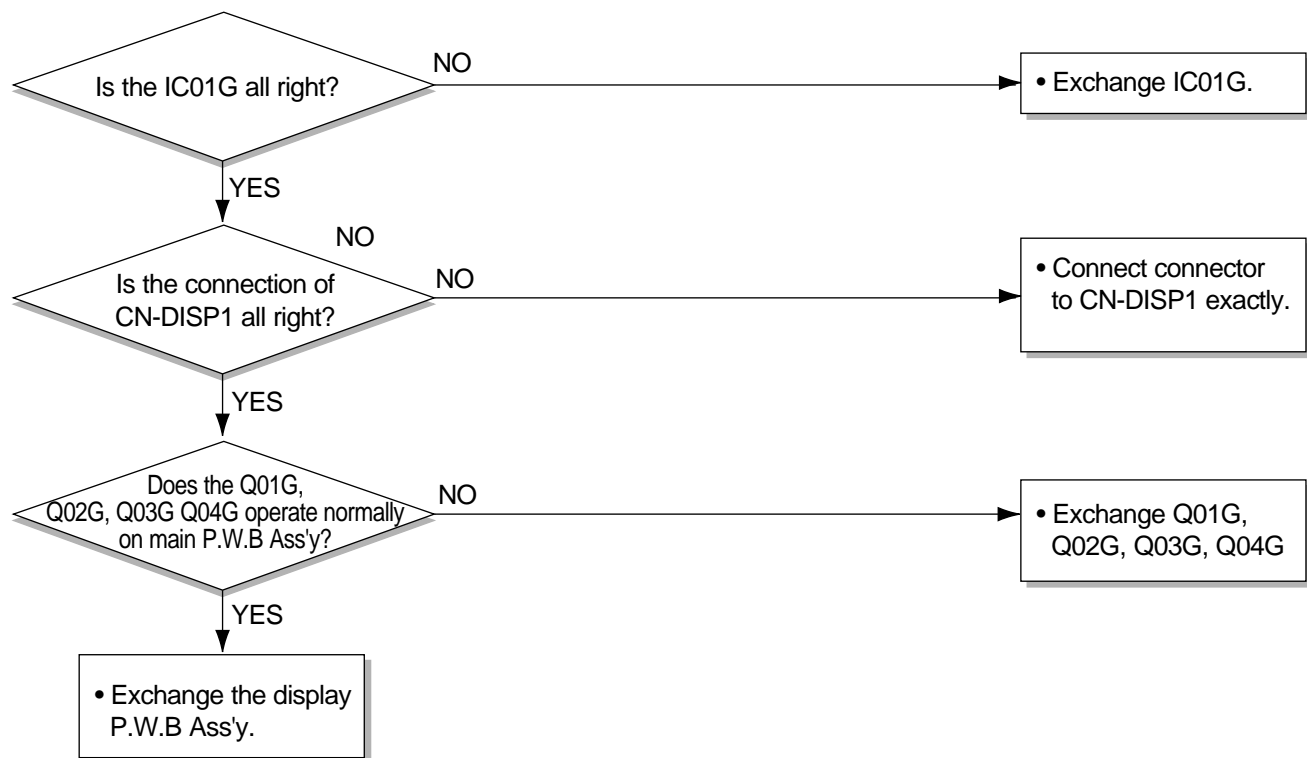 NO
Is the IC01G all right?
• Exchange IC01G.
YES
NO
Is the connection of
CN-DISP1 all right?
NO
• Connect connector
to CN-DISP1 exactly.
YES
Does the Q01G,
Q02G, Q03G Q04G operate normally
on main P.W.B Ass'y?
NO
• Exchange Q01G,
Q02G, Q03G, Q04G
YES
• Exchange the display
P.W.B Ass'y.